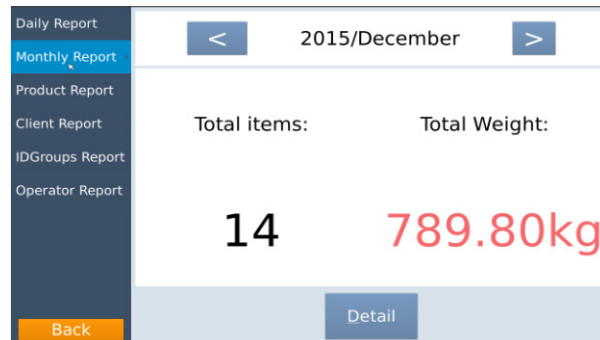 Daily Report
Monthly Report
Product Report
Client Report
IDGroups Report
Operator Report
Back
< 2015/December >
Total items: Total Weight:
14 789.80kg
Detail